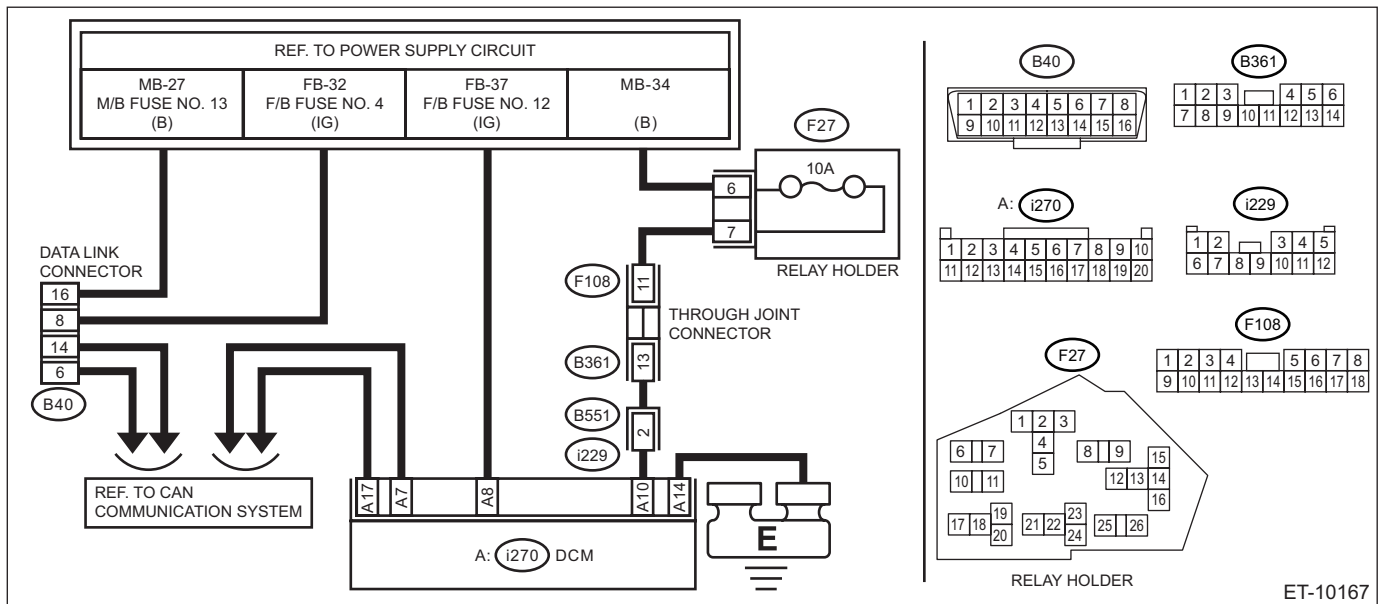 REF. TO POWER SUPPLY CIRCUIT
MB-27
M/B FUSE NO. 13
(B)
FB-32
F/B FUSE NO. 4
(IG)
FB-37
F/B FUSE NO. 12
(IG)
MB-34
(B)
F27
10A
6
7
RELAY HOLDER
DATA LINK
CONNECTOR
16
8
14
6
B40
F108
11
THROUGH JOINT
CONNECTOR
B361
13
B551
2
i229
REF. TO CAN
COMMUNICATION SYSTEM
A17
A7
A8
A10
A14
A: i270 DCM
E
B40
1 2 3 4 5 6 7 8
9 10 11 12 13 14 15 16
B361
1 2 3 4 5 6
7 8 9 10 11 12 13 14
A: i270
1 2 3 4 5 6 7 8 9 10
11 12 13 14 15 16 17 18 19 20
i229
1 2 3 4 5
6 7 8 9 10 11 12
F108
1 2 3 4 5 6 7 8
9 10 11 12 13 14 15 16 17 18
F27
1 2 3
4
5
6 7
8 9
10 11
12 13 14
15
16
17 18
19
20
21 22
23
24
25 26
RELAY HOLDER
ET-10167